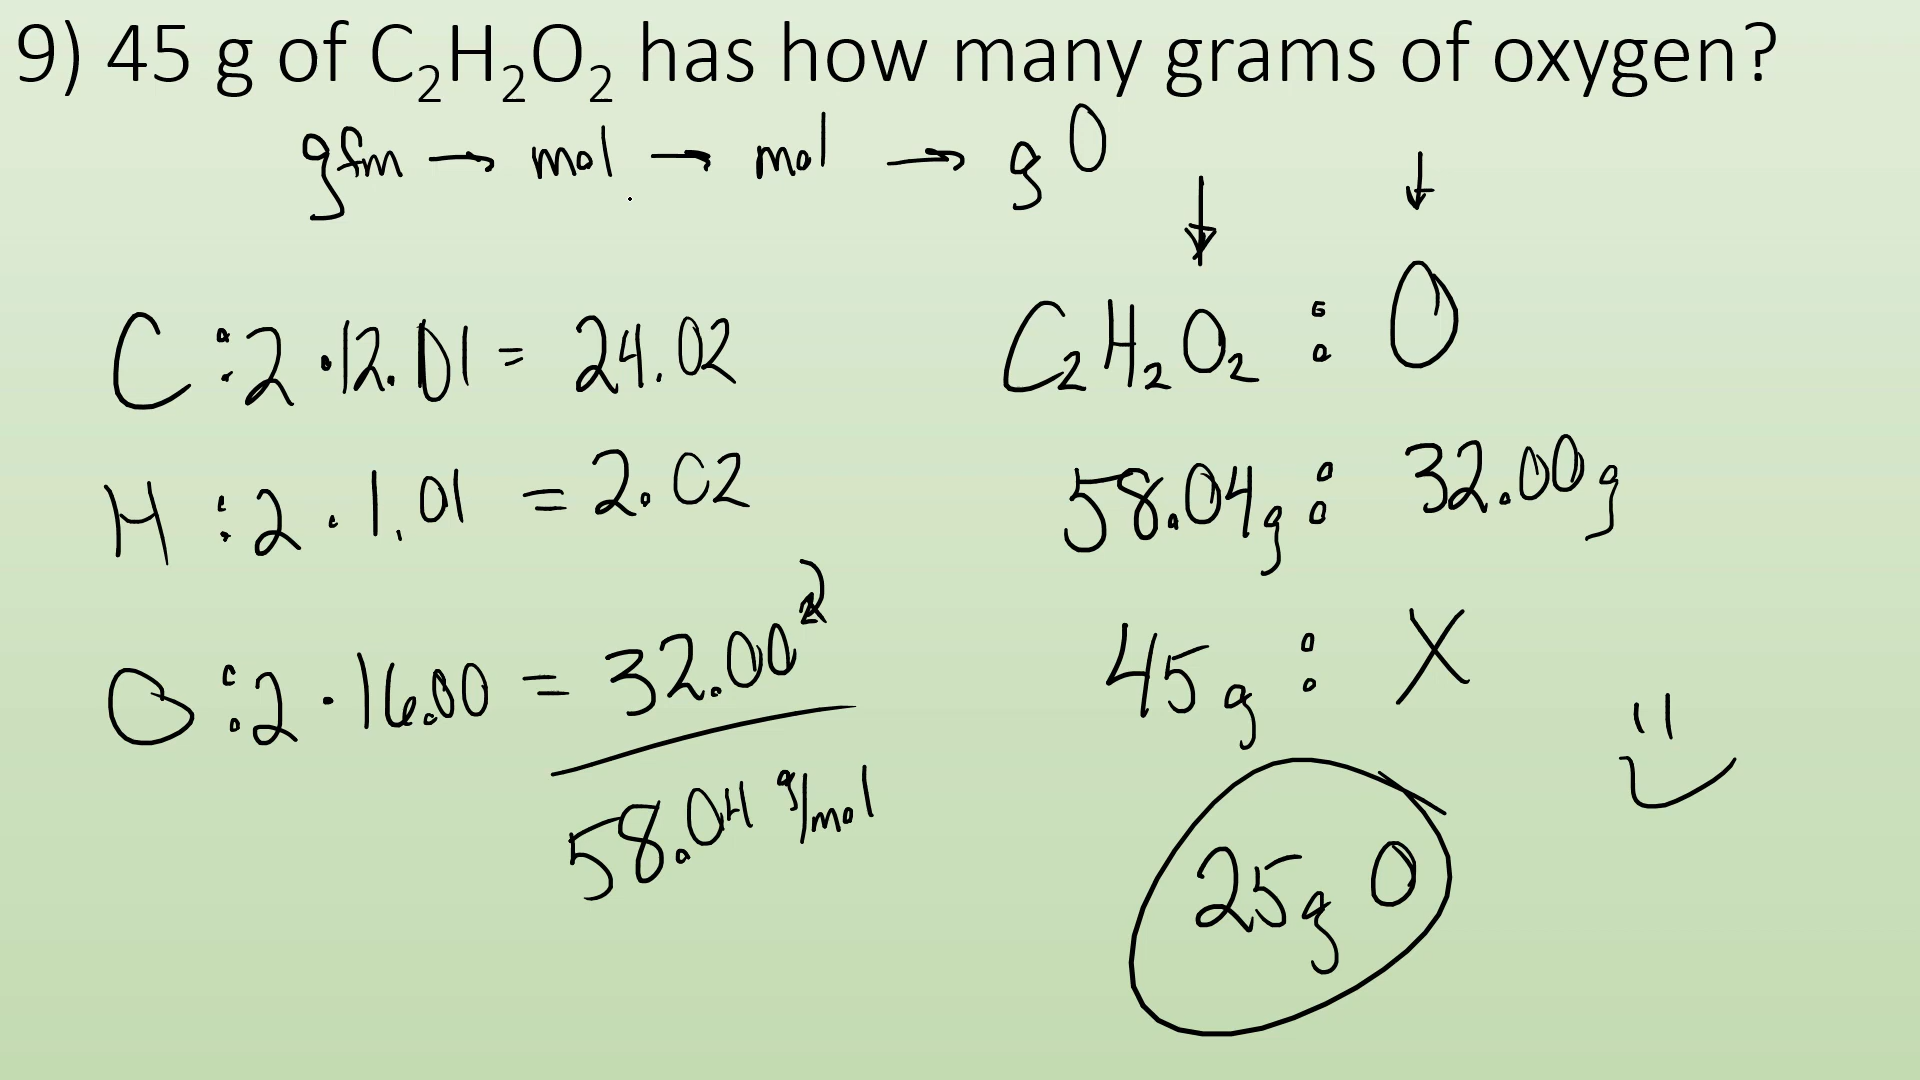 9) 45 g of C₂H₂O₂ has how many grams of oxygen?
gfm → mol → mol → g O
C : 2 · 12.01 = 24.02
H : 2 · 1.01 = 2.02
O : 2 · 16.00 = 32.00 2
58.04 g/mol
C₂H₂O₂ : O
58.04g : 32.00g
45g : X
25g O